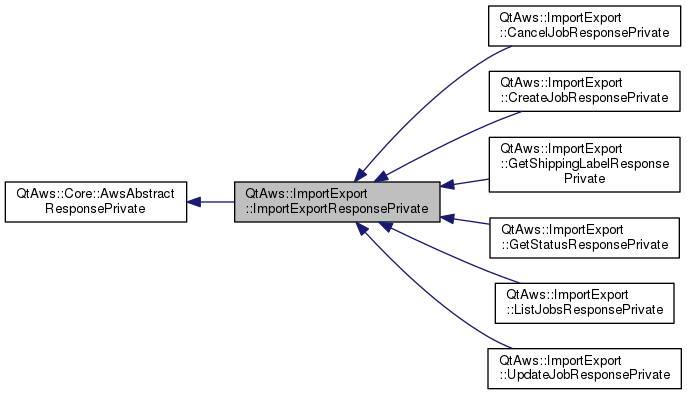 QtAws::ImportExport
::CancelJobResponsePrivate
QtAws::ImportExport
::CreateJobResponsePrivate
QtAws::ImportExport
::GetShippingLabelResponse
Private
QtAws::Core::AwsAbstract
ResponsePrivate
QtAws::ImportExport
::ImportExportResponsePrivate
QtAws::ImportExport
::GetStatusResponsePrivate
QtAws::ImportExport
::ListJobsResponsePrivate
QtAws::ImportExport
::UpdateJobResponsePrivate